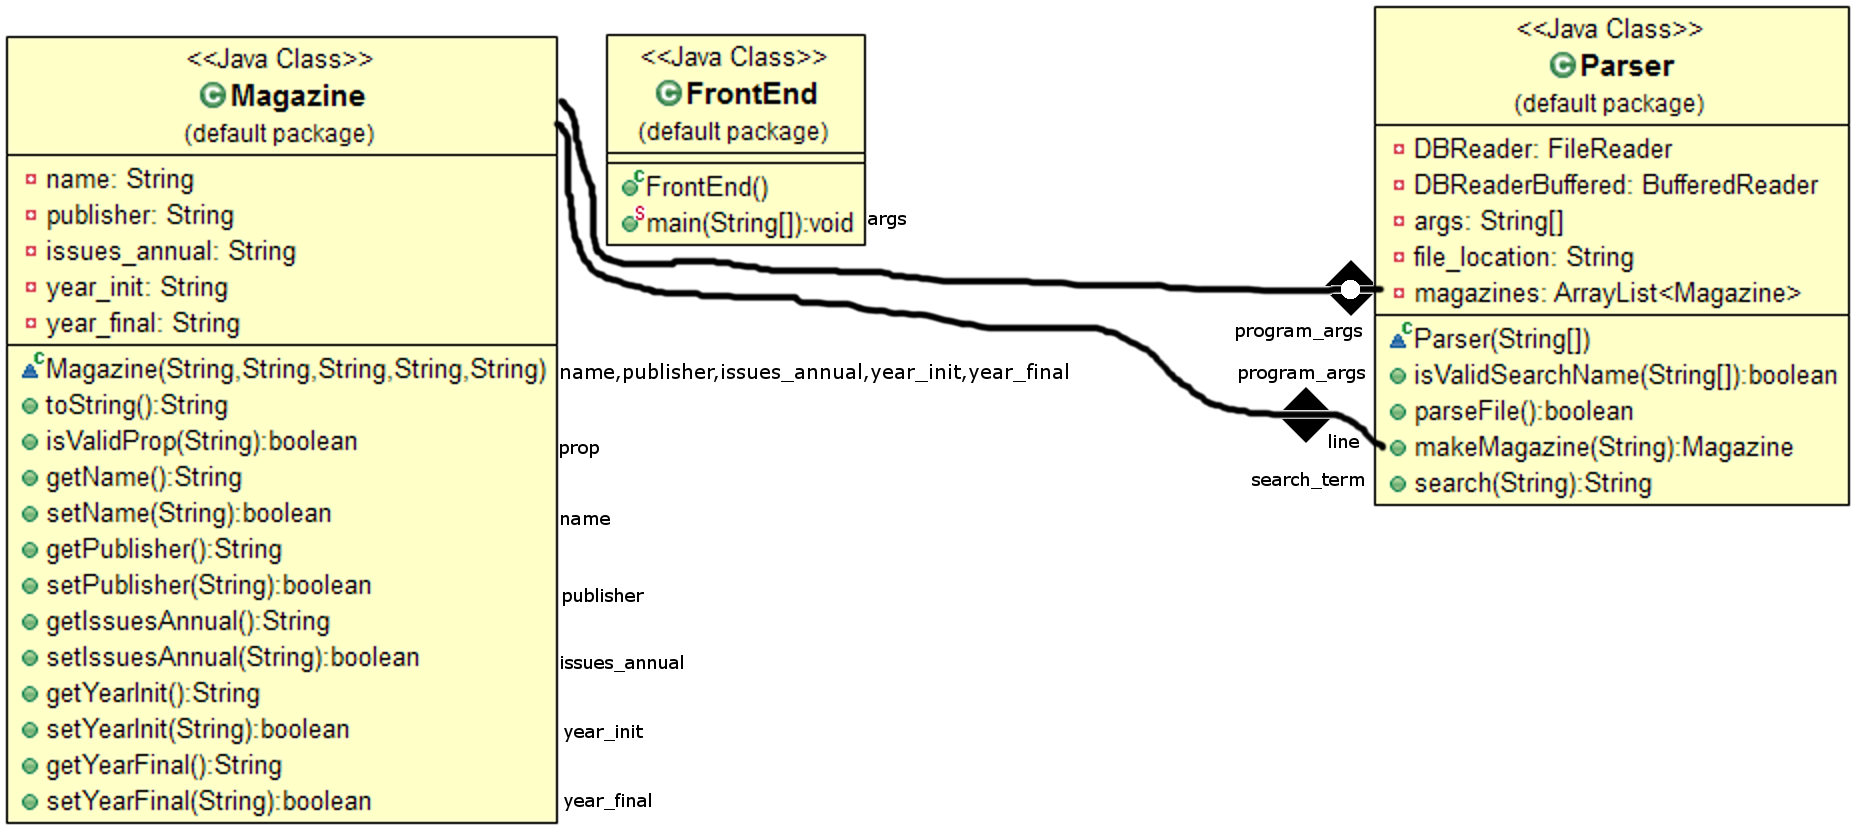 <<Java Class>>
Magazine
(default package)
name: String
publisher: String
issues_annual: String
year_init: String
year_final: String
Magazine(String,String,String,String,String)
name,publisher,issues_annual,year_init,year_final
toString():String
isValidProp(String):boolean
prop
getName():String
setName(String):boolean
name
getPublisher():String
setPublisher(String):boolean
publisher
getIssuesAnnual():String
setIssuesAnnual(String):boolean
issues_annual
getYearInit():String
setYearInit(String):boolean
year_init
getYearFinal():String
setYearFinal(String):boolean
year_final
<<Java Class>>
FrontEnd
(default package)
FrontEnd()
main(String[]):void
args
<<Java Class>>
Parser
(default package)
DBReader: FileReader
DBReaderBuffered: BufferedReader
args: String[]
file_location: String
magazines: ArrayList<Magazine>
program_args
Parser(String[])
program_args
isValidSearchName(String[]):boolean
parseFile():boolean
line
makeMagazine(String):Magazine
search_term
search(String):String